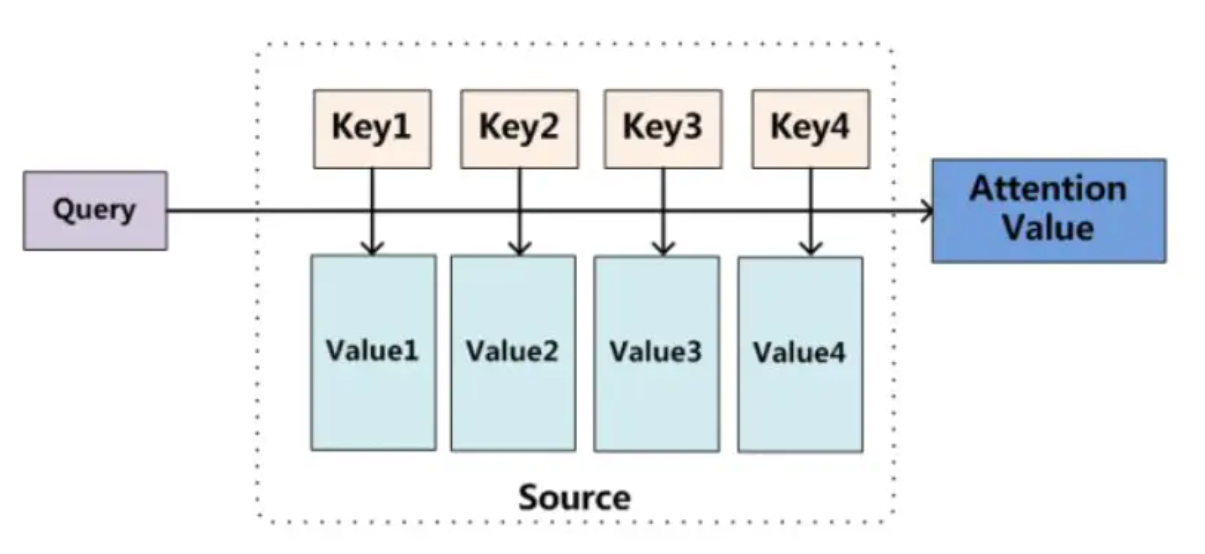 Key1 Key2 Key3 Key4
Query
Attention
Value
Value1 Value2 Value3 Value4
Source